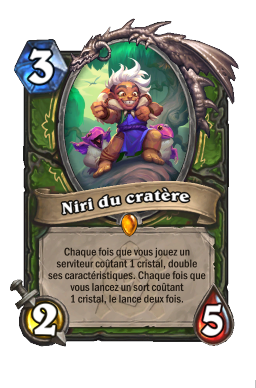 3
Niri du cratère
Chaque fois que vous jouez un
serviteur coûtant 1 cristal, double
ses caractéristiques. Chaque fois que
vous lancez un sort coûtant
1 cristal, le lance deux fois.
2
5